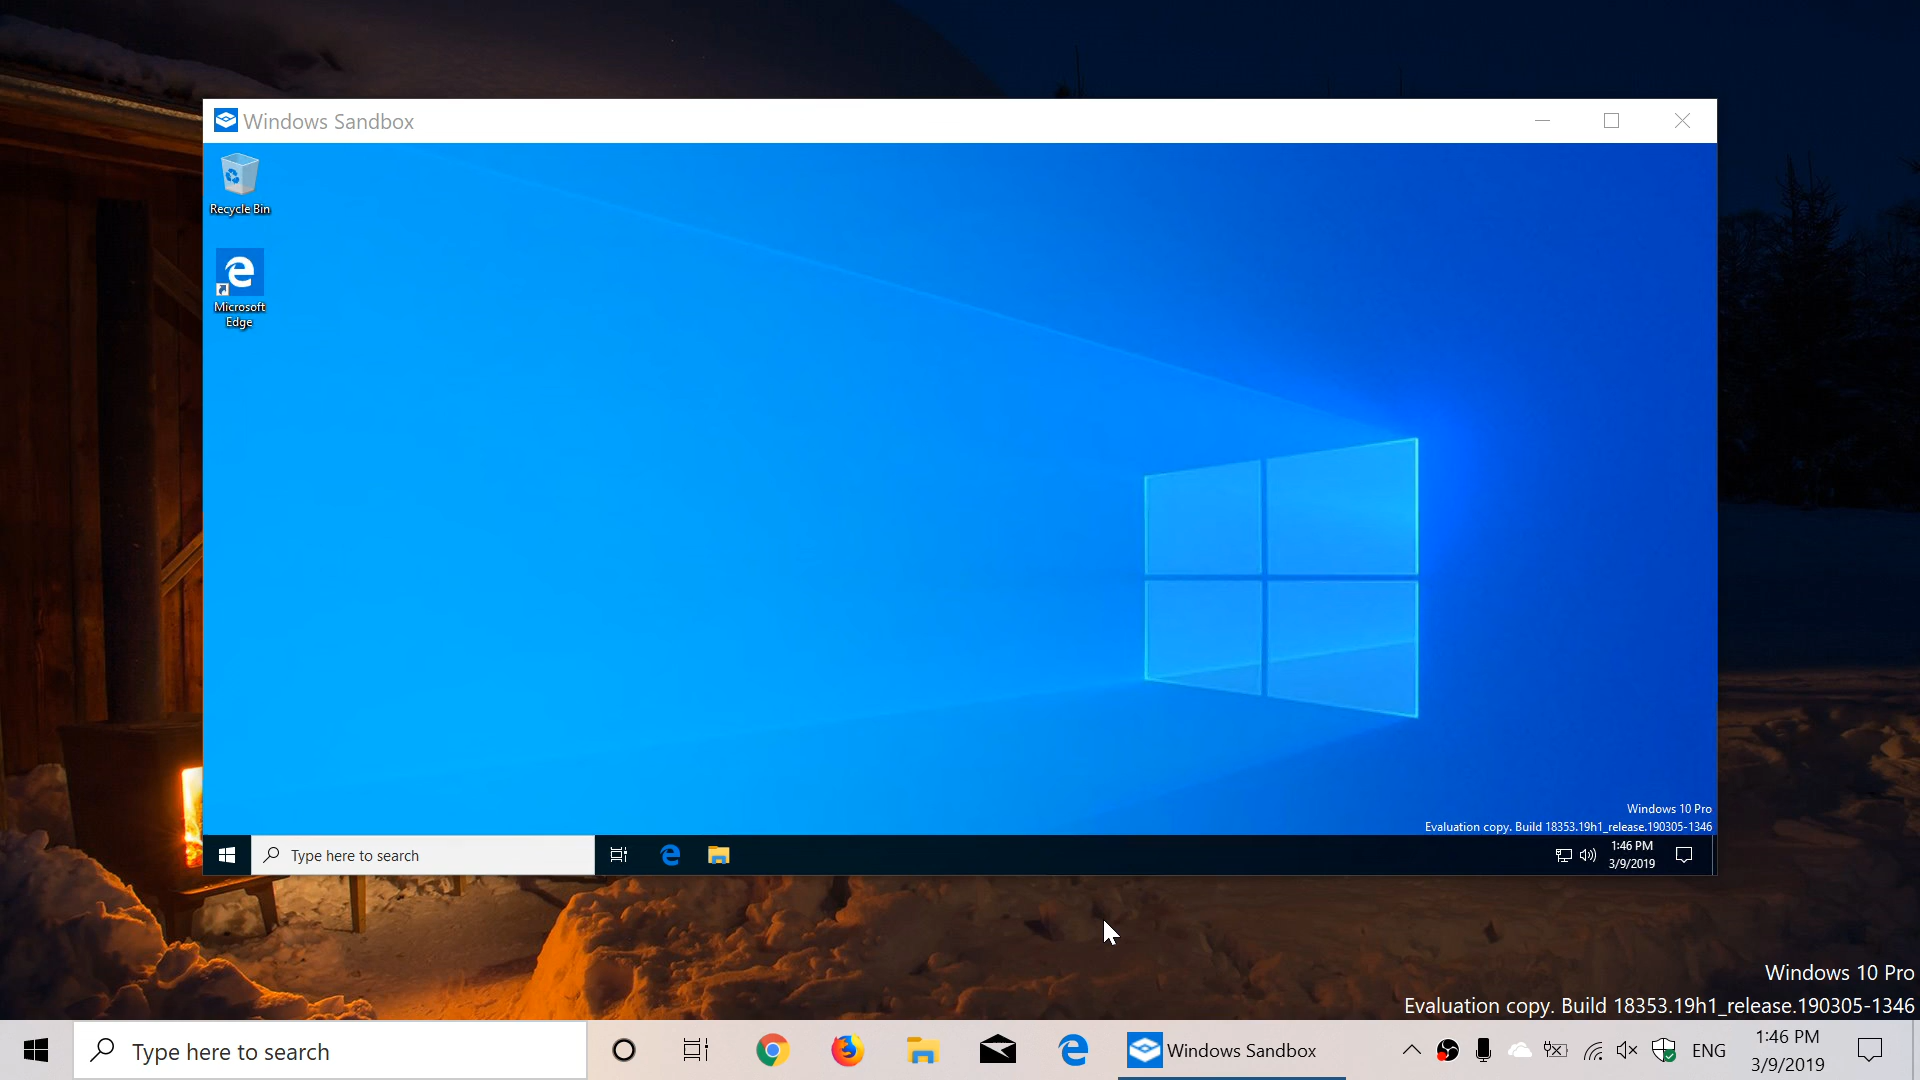 Windows Sandbox
Recycle Bin
Microsoft
Edge
Windows 10 Pro
Evaluation copy. Build 18353.19h1_release.190305-1346
Type here to search
1:46 PM
3/9/2019
Windows 10 Pro
Evaluation copy. Build 18353.19h1_release.190305-1346
Type here to search
Windows Sandbox
ENG
1:46 PM
3/9/2019